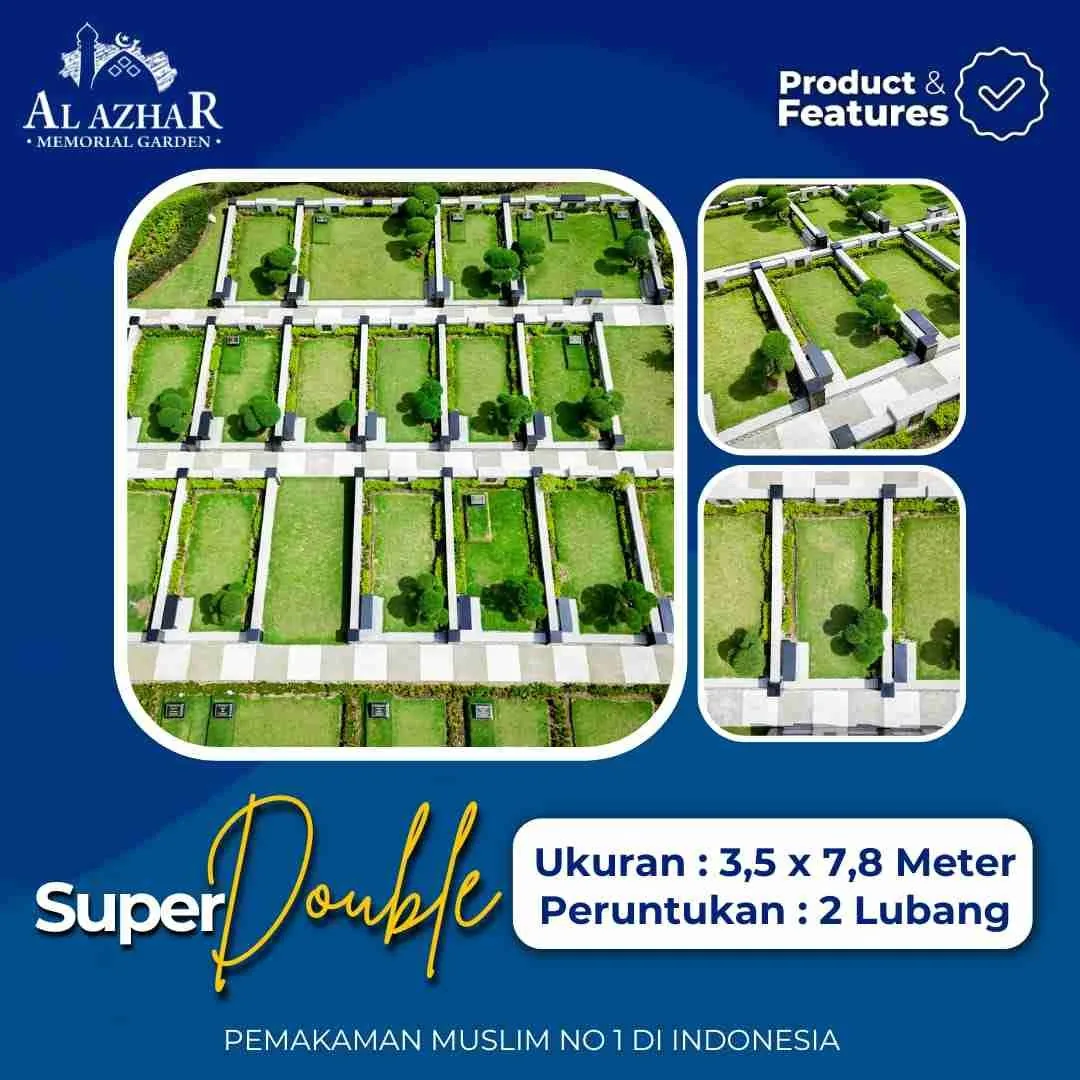 AL AZHAR
• MEMORIAL GARDEN •
Product &
Features
Super Double
Ukuran : 3,5 x 7,8 Meter
Peruntukan : 2 Lubang
PEMAKAMAN MUSLIM NO 1 DI INDONESIA